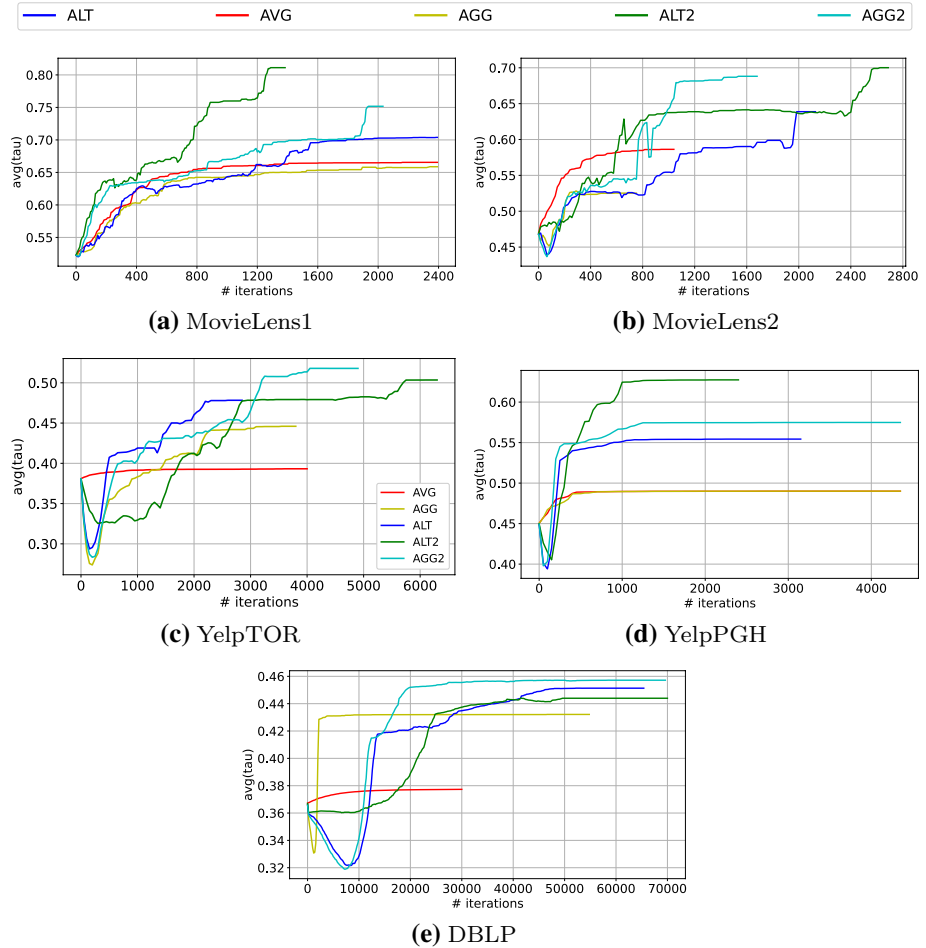 ALT AVG AGG ALT2 AGG2
0.80
0.75
0.70
0.65
0.60
0.55
avg(tau)
0 400 800 1200 1600 2000 2400
# iterations
(a) MovieLens1
0.70
0.65
0.60
0.55
0.50
0.45
avg(tau)
0 400 800 1200 1600 2000 2400 2800
# iterations
(b) MovieLens2
0.50
0.45
0.40
0.35
0.30
avg(tau)
AVG
AGG
ALT
ALT2
AGG2
0 1000 2000 3000 4000 5000 6000
# iterations
(c) YelpTOR
0.60
0.55
0.50
0.45
0.40
avg(tau)
0 1000 2000 3000 4000
# iterations
(d) YelpPGH
0.46
0.44
0.42
0.40
0.38
0.36
0.34
0.32
avg(tau)
0 10000 20000 30000 40000 50000 60000 70000
# iterations
(e) DBLP